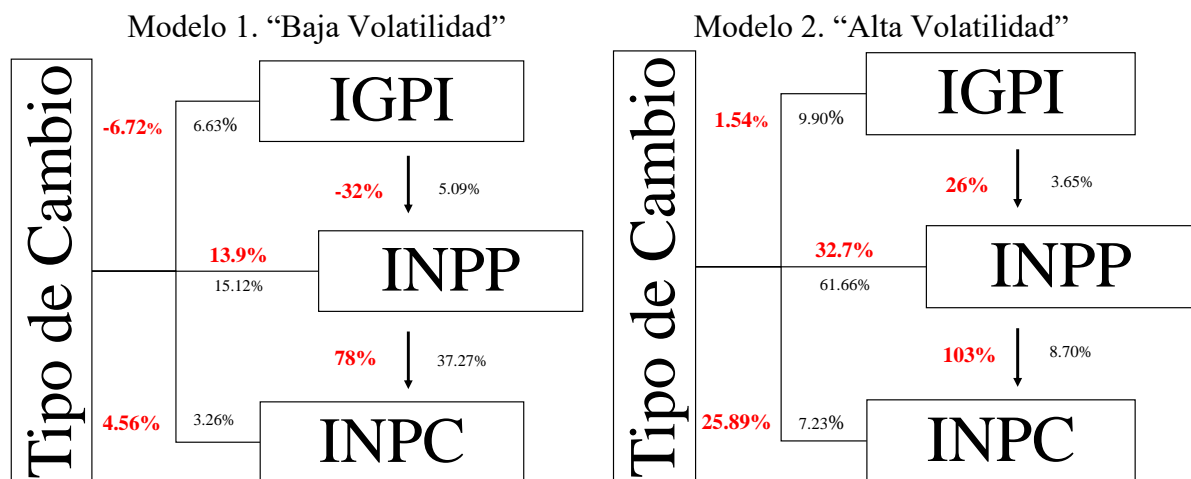 Modelo 1. “Baja Volatilidad”
Tipo de Cambio
IGPI
-6.72%
6.63%
-32%
5.09%
INPP
13.9%
15.12%
78%
37.27%
INPC
4.56%
3.26%
Modelo 2. “Alta Volatilidad”
Tipo de Cambio
IGPI
1.54%
9.90%
26%
3.65%
INPP
32.7%
61.66%
103%
8.70%
INPC
25.89%
7.23%